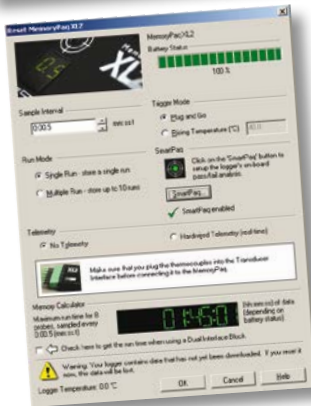 Reset MemoryPaq XL2
MemoryPaq XL2
Battery Status
100 %
Sample Interval
0:00.5
mm:ss.t
Trigger Mode
Plug and Go
Rising Temperature (°C)
40.0
Run Mode
Single Run - store a single run
Multiple Run - store up to 10 runs
SmartPaq
Click on the 'SmartPaq' button to
setup the logger's on-board
pass/fail analysis.
SmartPaq...
SmartPaq enabled
Telemetry
No Telemetry
Hardwired Telemetry (real-time)
Make sure that you plug the thermocouples into the Transducer
Interface before connecting it to the MemoryPaq.
Memory Calculator
Maximum run time for 8
probes, sampled every
0:00.5 (mm:ss.t)
01:46:01
(hh:mm:ss) of data
(depending on
battery status)
Check here to get the run time when using a Dual Interface Block.
Warning: Your logger contains data that has not yet been downloaded. If you reset it
now, this data will be lost.
Logger Temperature: 0.0 °C
OK
Cancel
Help